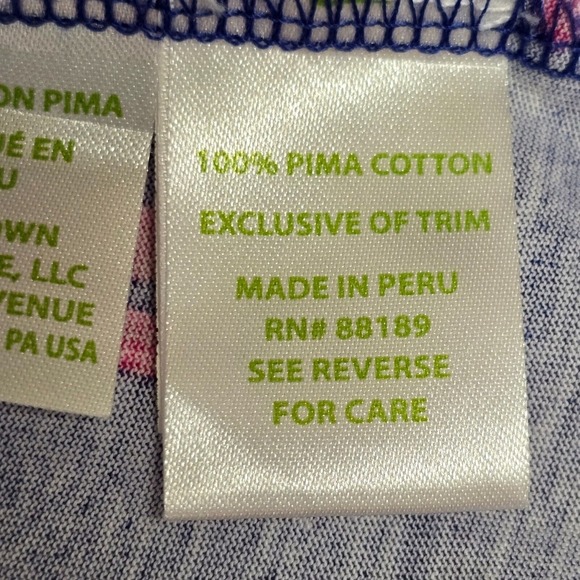 ON PIMA
É EN
U
OWN
E, LLC
VENUE
PA USA
100% PIMA COTTON
EXCLUSIVE OF TRIM
MADE IN PERU
RN# 88189
SEE REVERSE
FOR CARE